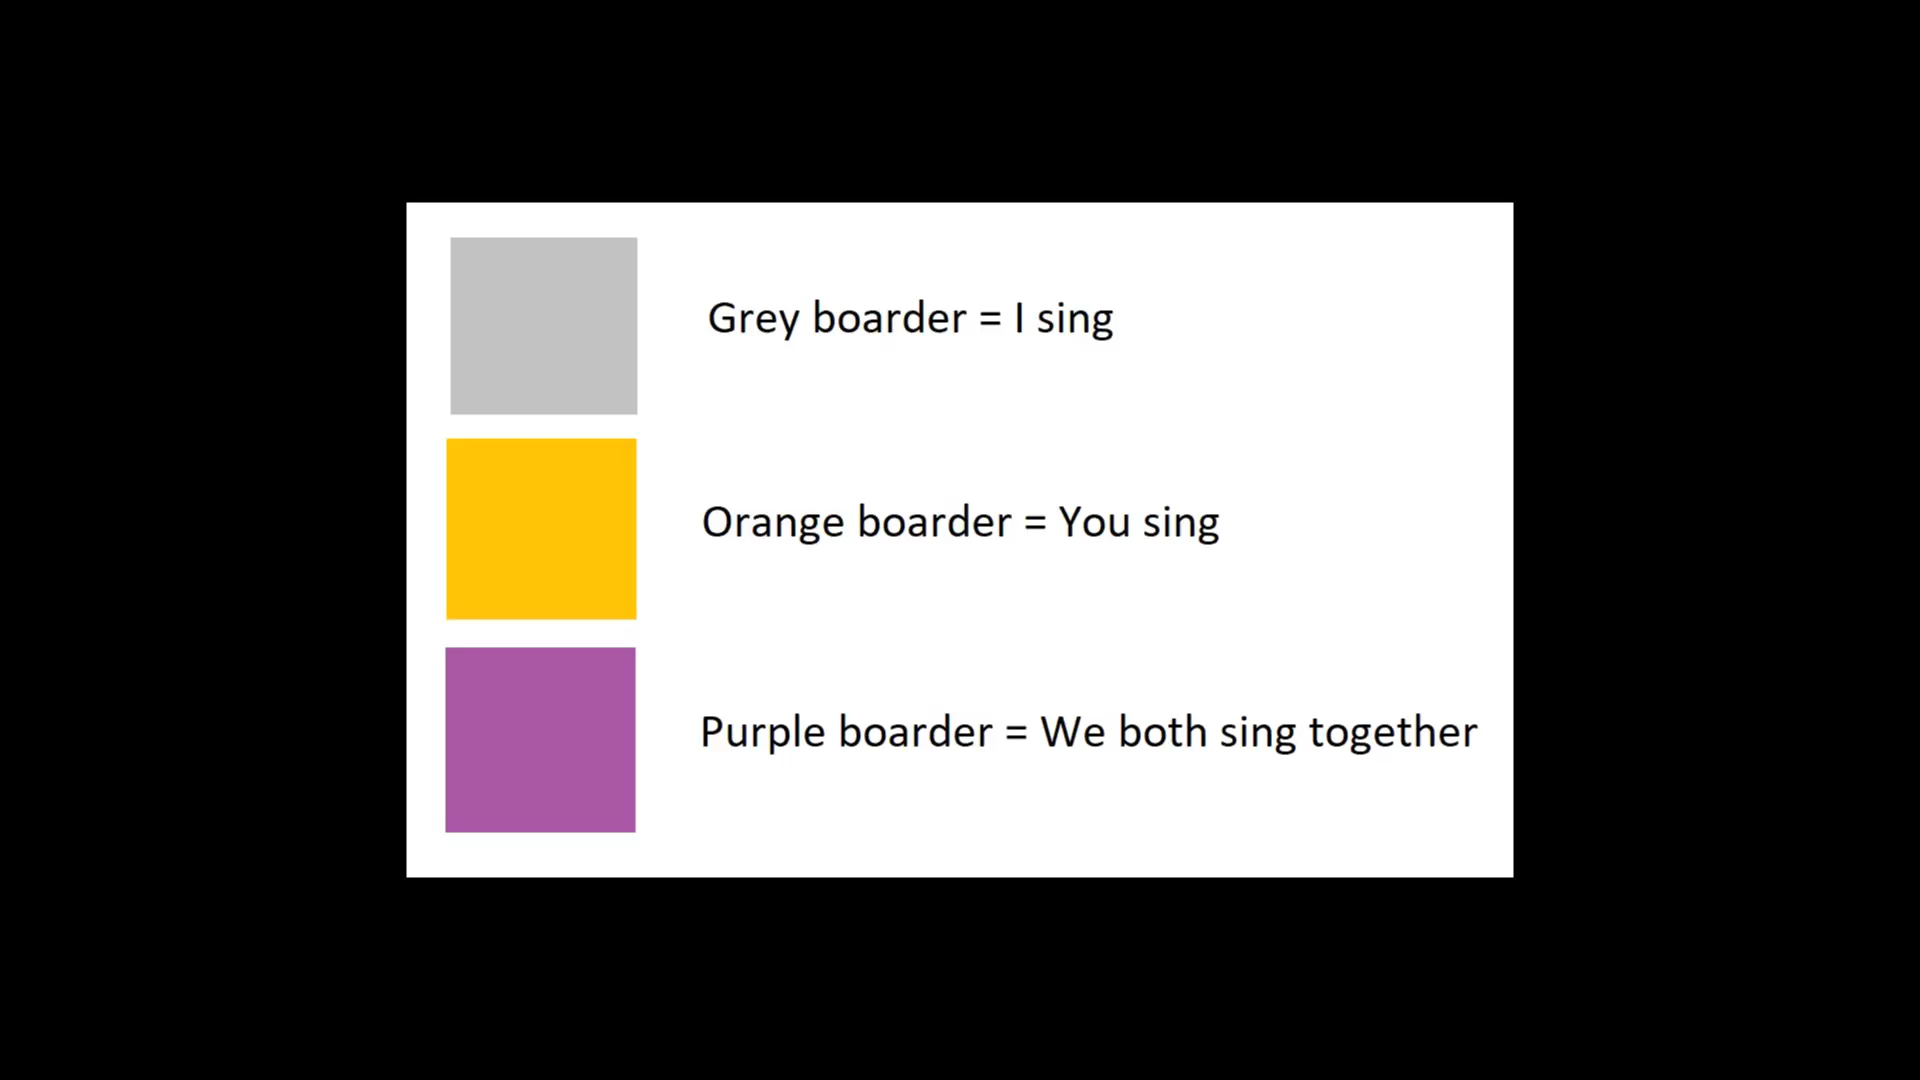 Grey boarder = I sing
Orange boarder = You sing
Purple boarder = We both sing together